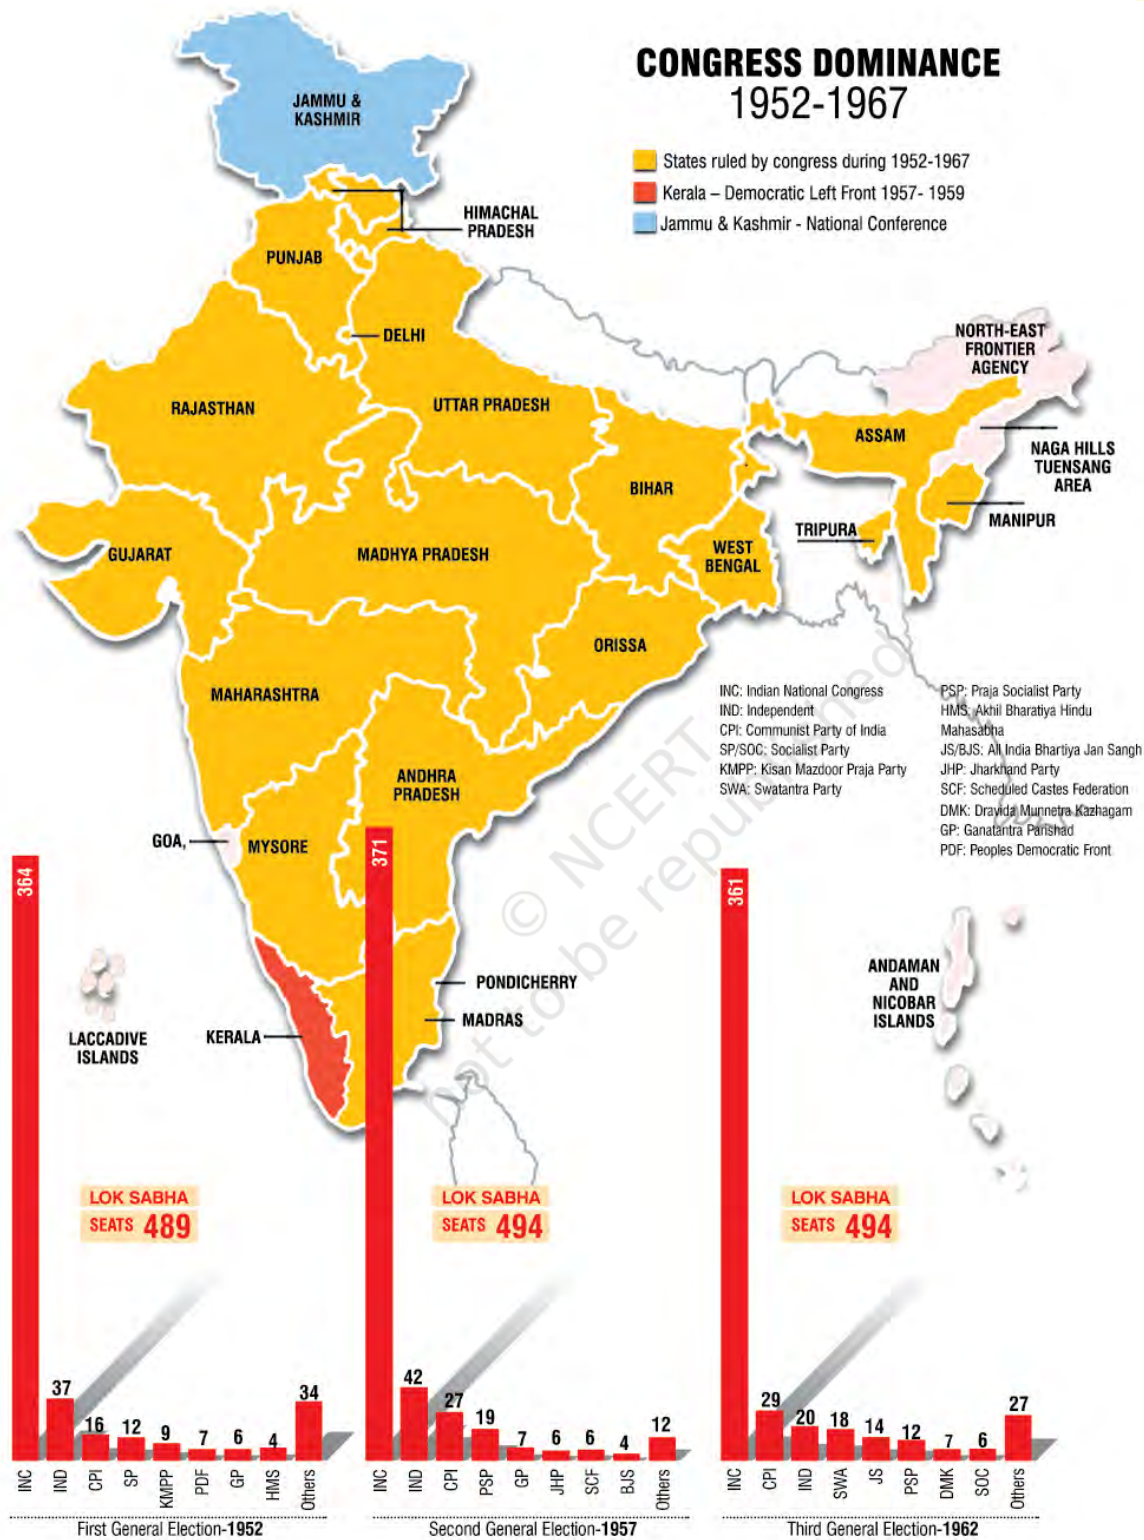 CONGRESS DOMINANCE
1952-1967
States ruled by congress during 1952-1967
Kerala – Democratic Left Front 1957- 1959
Jammu & Kashmir - National Conference
JAMMU &
KASHMIR
HIMACHAL
PRADESH
PUNJAB
DELHI
NORTH-EAST
FRONTIER
AGENCY
RAJASTHAN
UTTAR PRADESH
ASSAM
NAGA HILLS
TUENSANG
AREA
BIHAR
MANIPUR
TRIPURA
GUJARAT
MADHYA PRADESH
WEST
BENGAL
ORISSA
MAHARASHTRA
ANDHRA
PRADESH
GOA,
MYSORE
PONDICHERRY
MADRAS
KERALA
LACCADIVE
ISLANDS
ANDAMAN
AND
NICOBAR
ISLANDS
INC: Indian National Congress
IND: Independent
CPI: Communist Party of India
SP/SOC: Socialist Party
KMPP: Kisan Mazdoor Praja Party
SWA: Swatantra Party
PSP: Praja Socialist Party
HMS: Akhil Bharatiya Hindu
Mahasabha
JS/BJS: All India Bhartiya Jan Sangh
JHP: Jharkhand Party
SCF: Scheduled Castes Federation
DMK: Dravida Munnetra Kazhagam
GP: Ganatantra Parishad
PDF: Peoples Democratic Front
© NCERT
not to be republished
LOK SABHA
SEATS 489
364
37
16
12
9
7
6
4
34
INC
IND
CPI
SP
KMPP
PDF
GP
HMS
Others
First General Election-1952
LOK SABHA
SEATS 494
371
42
27
19
7
6
6
4
12
INC
IND
CPI
PSP
GP
JHP
SCF
BJS
Others
Second General Election-1957
LOK SABHA
SEATS 494
361
29
20
18
14
12
7
6
27
INC
CPI
IND
SWA
JS
PSP
DMK
SOC
Others
Third General Election-1962